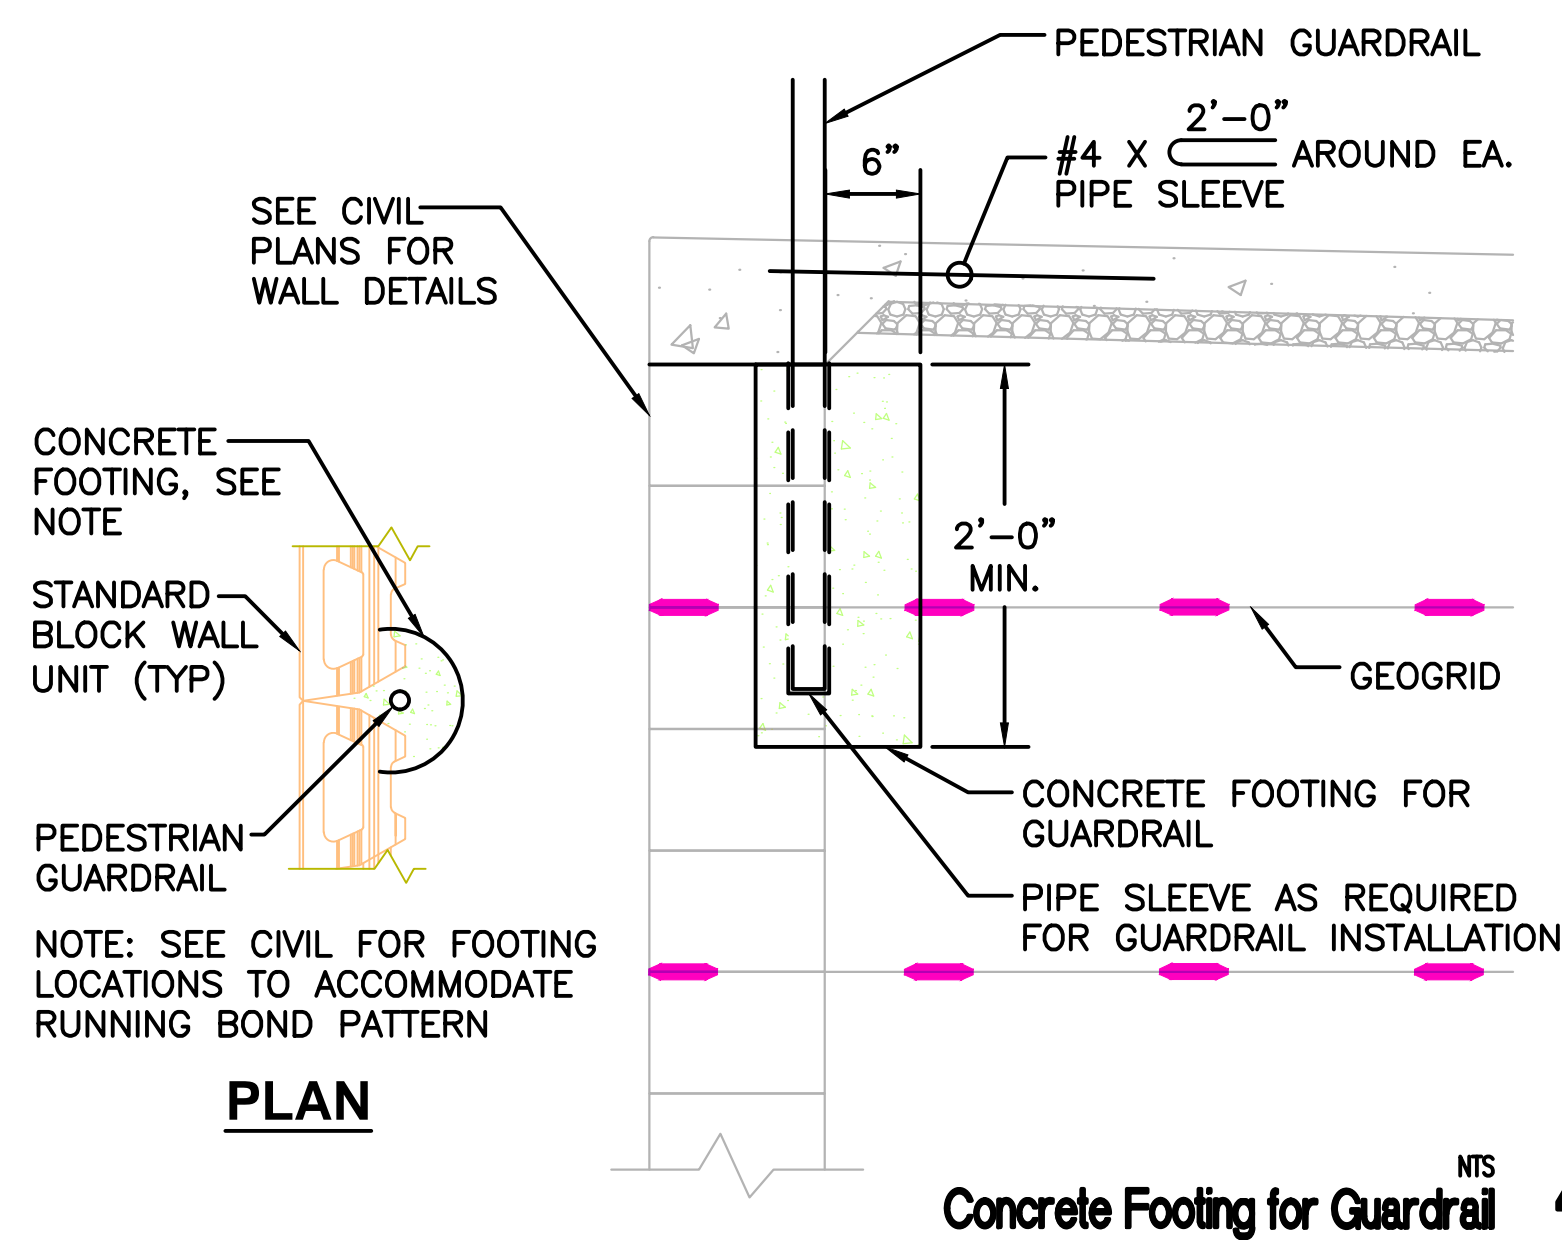 PEDESTRIAN GUARDRAIL
2'-0"
#4 X AROUND EA.
PIPE SLEEVE
6"
SEE CIVIL
PLANS FOR
WALL DETAILS
CONCRETE
FOOTING, SEE
NOTE
STANDARD
BLOCK WALL
UNIT (TYP)
2'-0"
MIN.
GEOGRID
CONCRETE FOOTING FOR
GUARDRAIL
PEDESTRIAN
GUARDRAIL
PIPE SLEEVE AS REQUIRED
FOR GUARDRAIL INSTALLATION
NOTE: SEE CIVIL FOR FOOTING
LOCATIONS TO ACCOMMODATE
RUNNING BOND PATTERN
PLAN
NTS
Concrete Footing for Guardrail